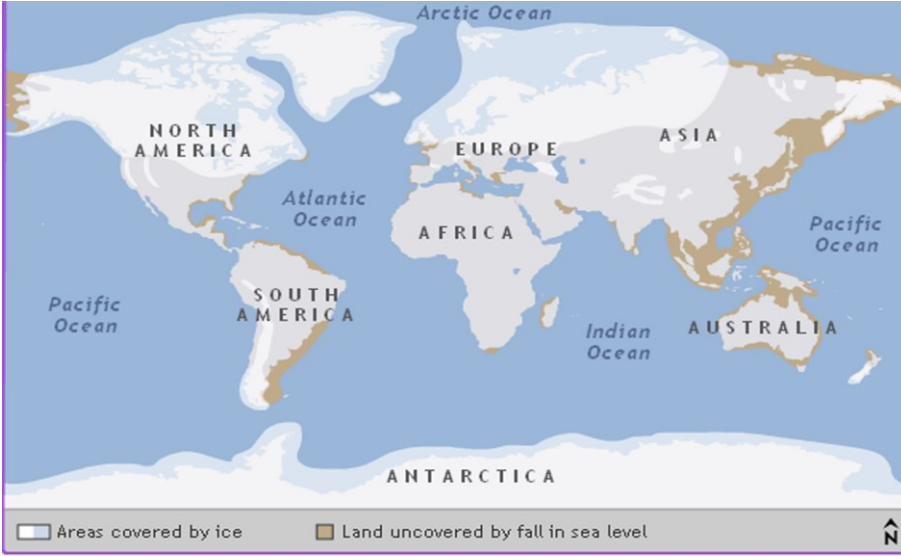 Arctic Ocean
NORTH
AMERICA
EUROPE
ASIA
Atlantic
Ocean
AFRICA
Pacific
Ocean
Pacific
Ocean
SOUTH
AMERICA
Indian
Ocean
AUSTRALIA
ANTARCTICA
Areas covered by ice
Land uncovered by fall in sea level
N